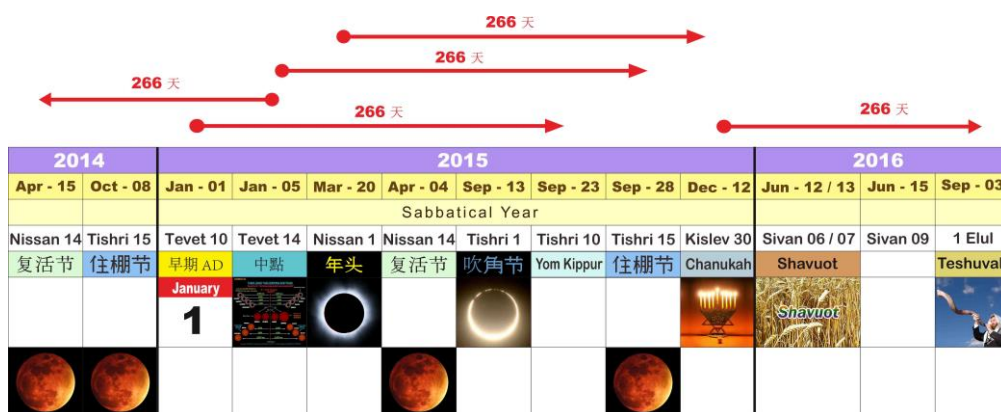 266 天
266 天
266 天
266 天
266 天
2014 2015 2016
Apr - 15 Oct - 08 Jan - 01 Jan - 05 Mar - 20 Apr - 04 Sep - 13 Sep - 23 Sep - 28 Dec - 12 Jun - 12 / 13 Jun - 15 Sep - 03
Sabbatical Year
Nissan 14 Tishri 15 Tevet 10 Tevet 14 Nissan 1 Nissan 14 Tishri 1 Tishri 10 Tishri 15 Kislev 30 Sivan 06 / 07 Sivan 09 1 Elul
复活节 住棚节 早期 AD 中點 年头 复活节 吹角节 Yom Kippur 住棚节 Chanukah Shavuot Teshuvah
January
1
Shavuot